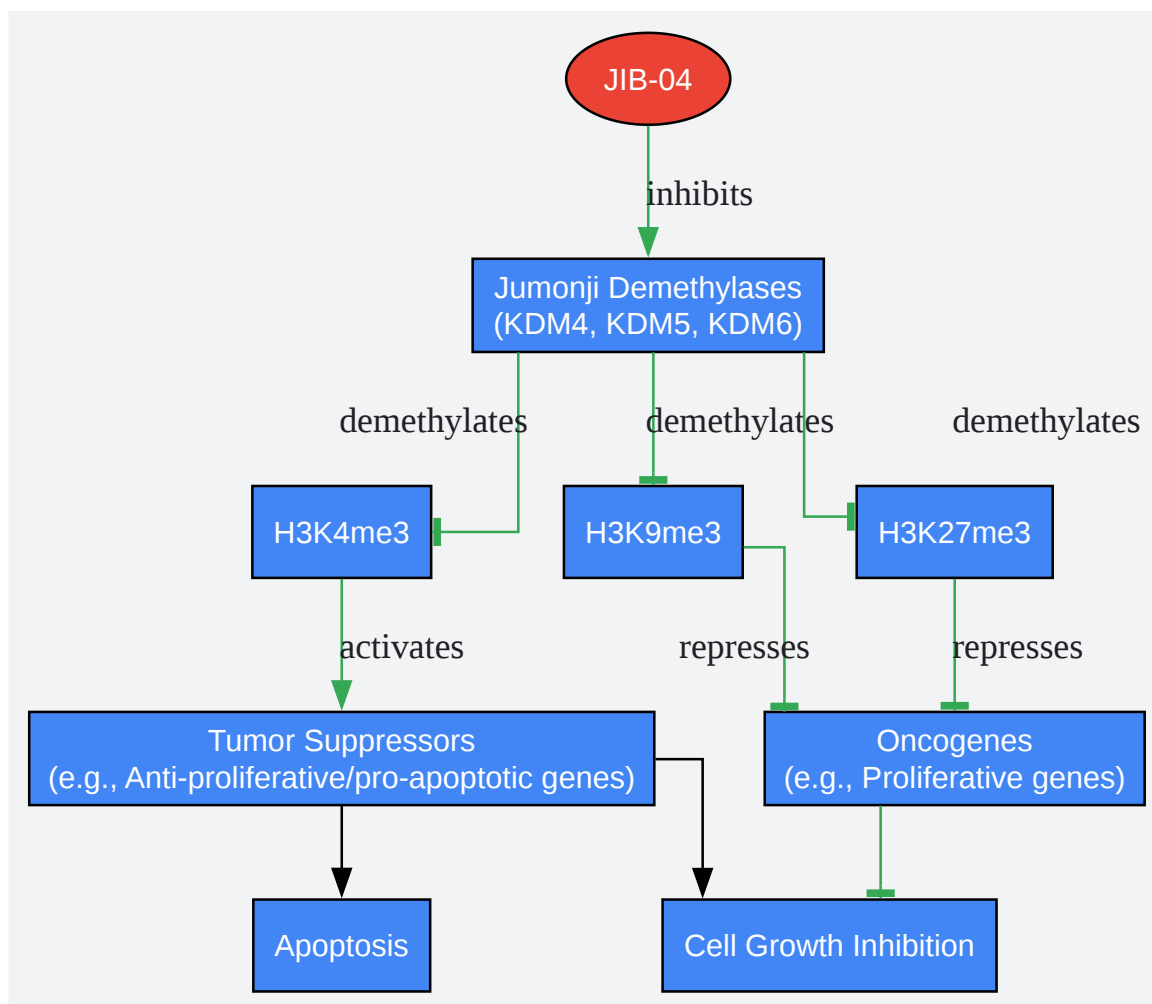 JIB-04
inhibits
Jumonji Demethylases
(KDM4, KDM5, KDM6)
demethylates
demethylates
demethylates
H3K4me3
H3K9me3
H3K27me3
activates
represses
represses
Tumor Suppressors
(e.g., Anti-proliferative/pro-apoptotic genes)
Oncogenes
(e.g., Proliferative genes)
Apoptosis
Cell Growth Inhibition